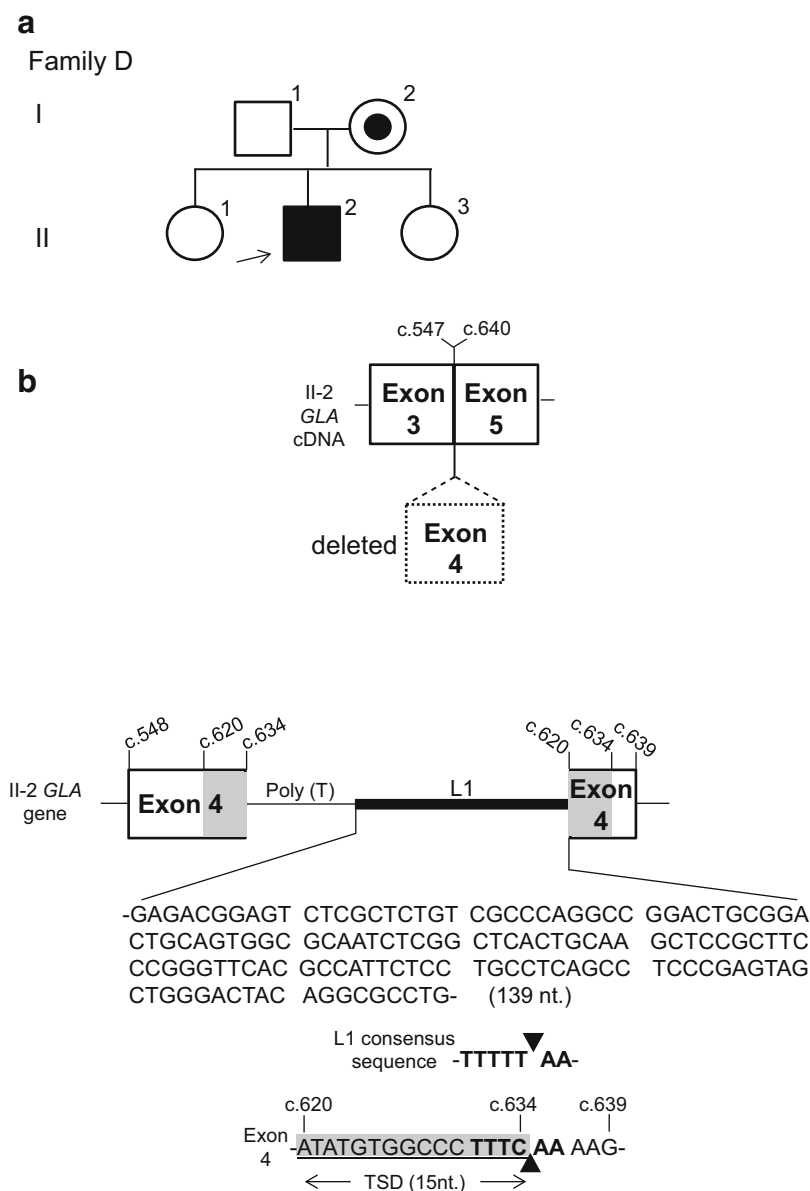 a
Family D
I
1
2
II
1
2
3
b
c.547 c.640
II-2
GLA
cDNA
Exon
3
Exon
5
deleted
Exon
4
c.548 c.620 c.634 c.620 c.634 c.639
II-2 GLA
gene
Exon 4
Poly (T)
L1
Exon
4
-GAGACGGAGT CTCGCTCTGT CGCCCAGGCC GGACTGCGGA
CTGCAGTGGC GCAATCTCGG CTCACTGCAA GCTCCGCTTC
CCGGGTTCAC GCCATTCTCC TGCCTCAGCC TCCCGAGTAG
CTGGGACTAC AGGCGCCTG- (139 nt.)
L1 consensus
sequence
-TTTTT AA-
c.620 c.634 c.639
Exon
4
-ATATGTGGCCC TTTC AA AAG-
TSD (15nt.)